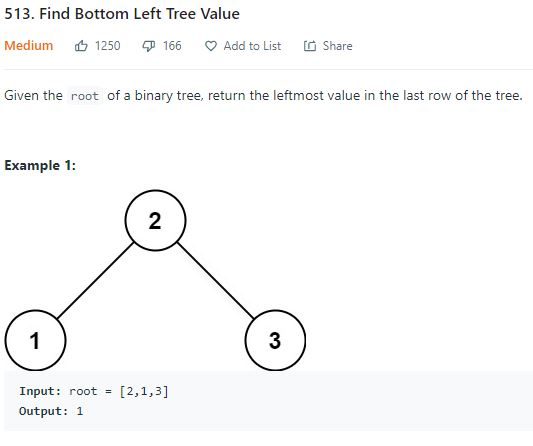 513. Find Bottom Left Tree Value
Medium 1250 166 Add to List Share
Given the root of a binary tree, return the leftmost value in the last row of the tree.
Example 1:
2
1 3
Input: root = [2,1,3]
Output: 1